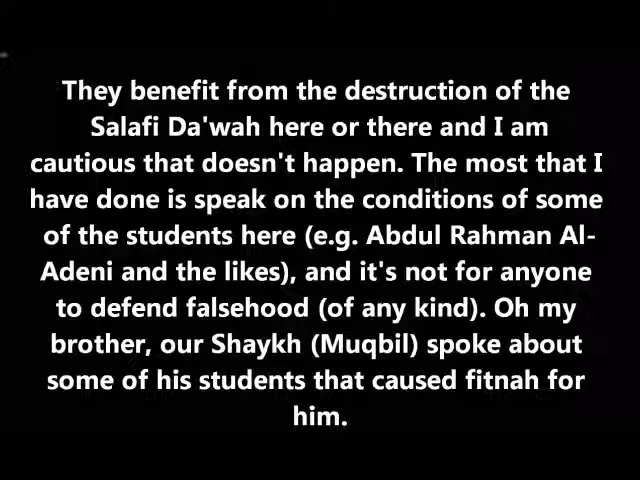 They benefit from the destruction of the
Salafi Da'wah here or there and I am
cautious that doesn't happen. The most that I
have done is speak on the conditions of some
of the students here (e.g. Abdul Rahman Al-
Adeni and the likes), and it's not for anyone
to defend falsehood (of any kind). Oh my
brother, our Shaykh (Muqbil) spoke about
some of his students that caused fitnah for
him.